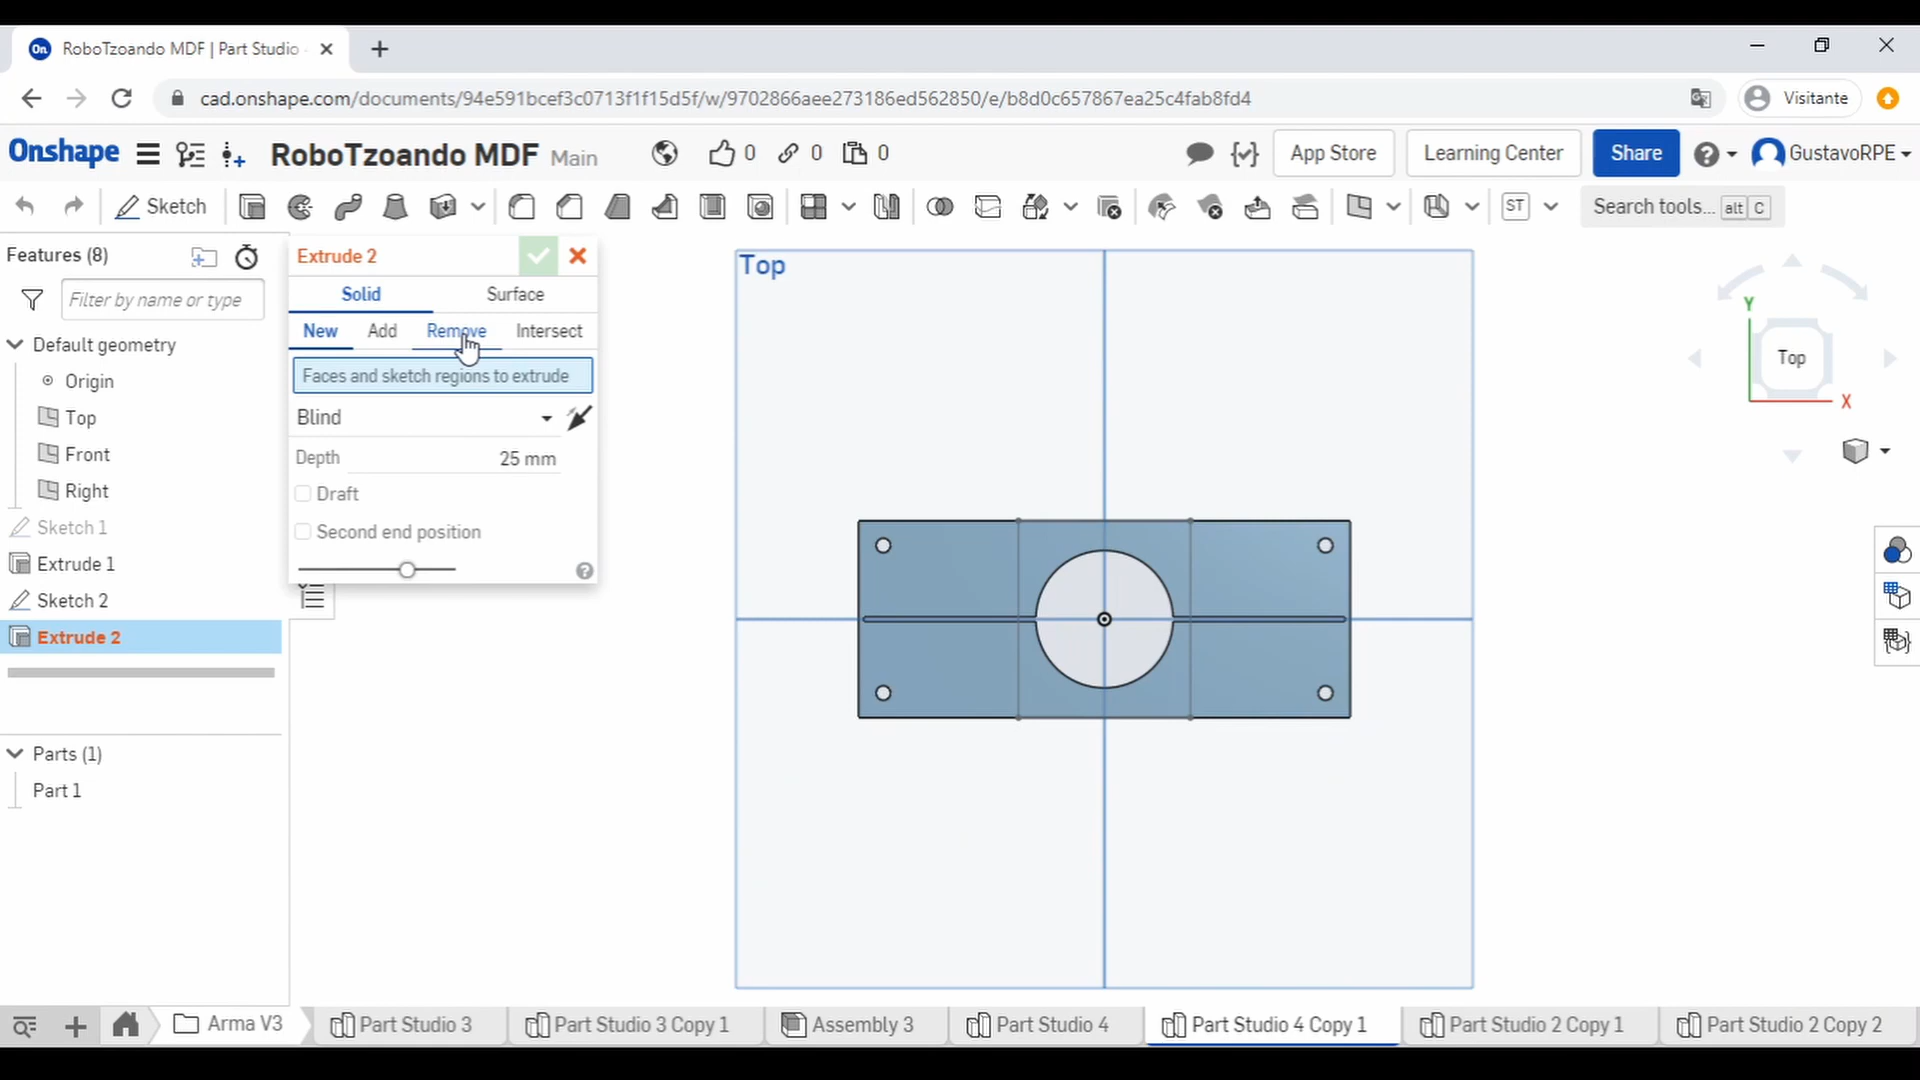 RoboTzoando MDF | Part Studio
cad.onshape.com/documents/94e591bcef3c0713f1f15d5f/w/9702866aee273186ed562850/e/b8d0c657867ea25c4fab8fd4
Visitante
Onshape
RoboTzoando MDF Main
0
0
0
App Store
Learning Center
Share
GustavoRPE
Sketch
ST
Search tools... alt C
Features (8)
Filter by name or type
Default geometry
Origin
Top
Front
Right
Sketch 1
Extrude 1
Sketch 2
Extrude 2
Parts (1)
Part 1
Extrude 2
Solid
Surface
New
Add
Remove
Intersect
Faces and sketch regions to extrude
Blind
Depth
25 mm
Draft
Second end position
Top
Y
Top
X
Arma V3
Part Studio 3
Part Studio 3 Copy 1
Assembly 3
Part Studio 4
Part Studio 4 Copy 1
Part Studio 2 Copy 1
Part Studio 2 Copy 2